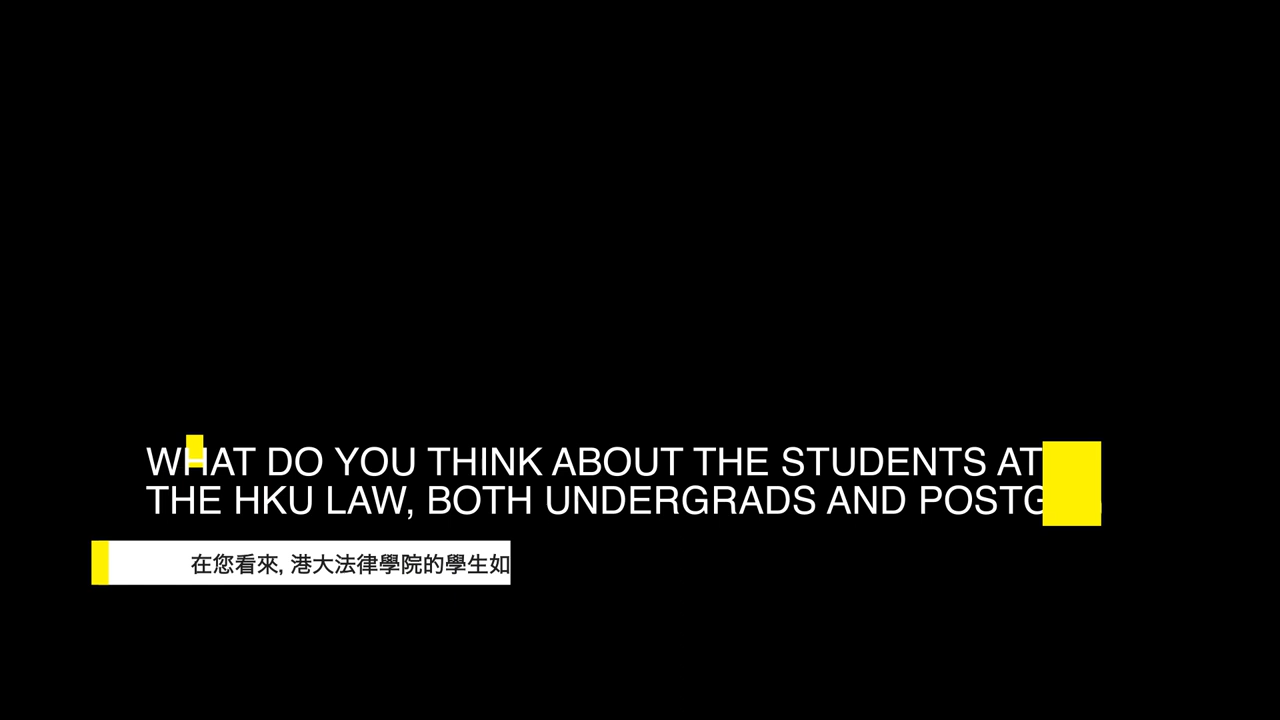 WHAT DO YOU THINK ABOUT THE STUDENTS AT
THE HKU LAW, BOTH UNDERGRADS AND
在您看來, 港大法律學院的學生如